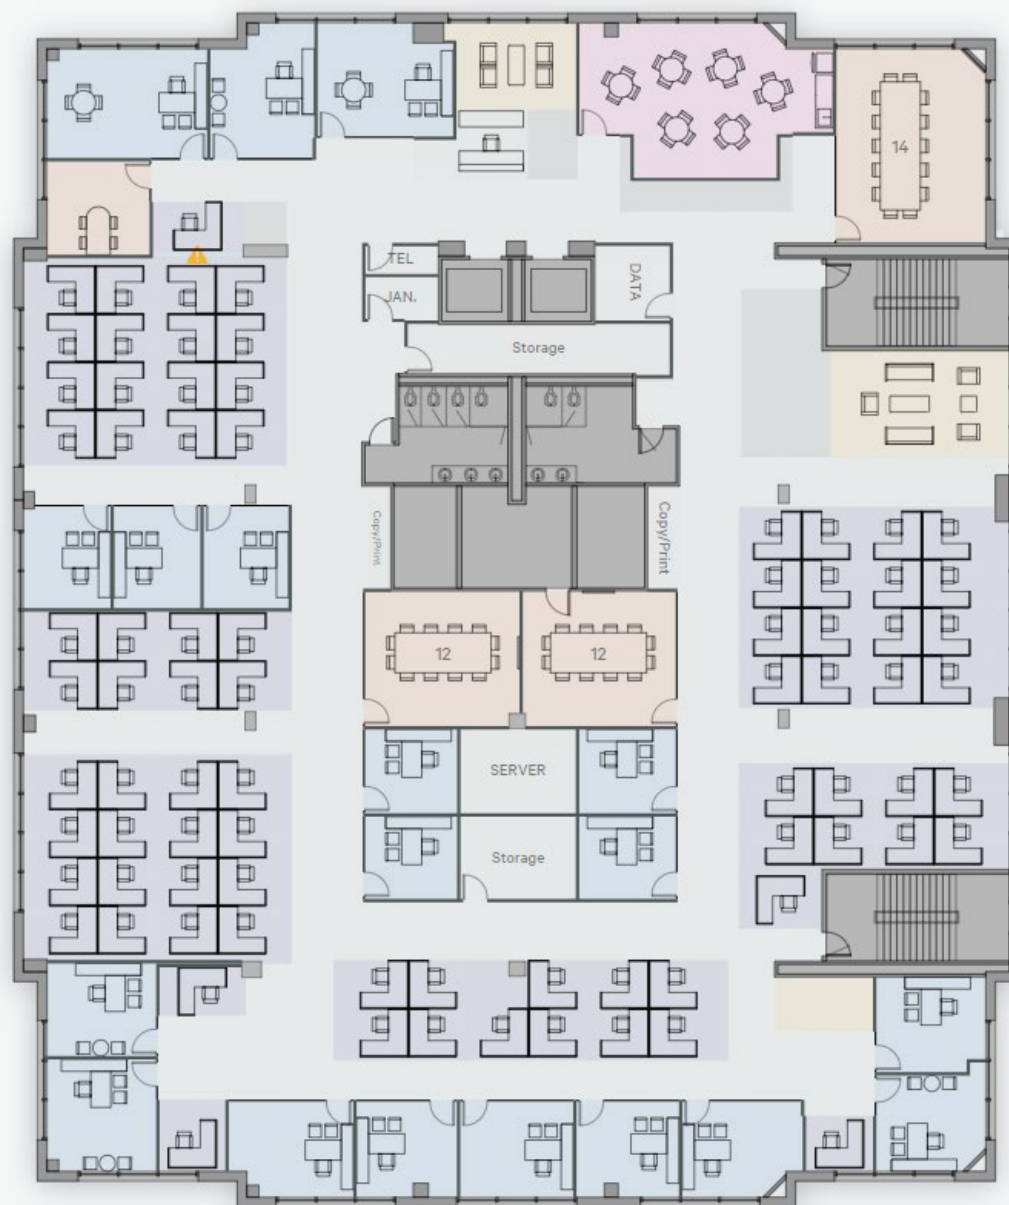 14
TEL
DATA
JAN.
Storage
Copy/Print
Copy/Print
12
12
SERVER
Storage